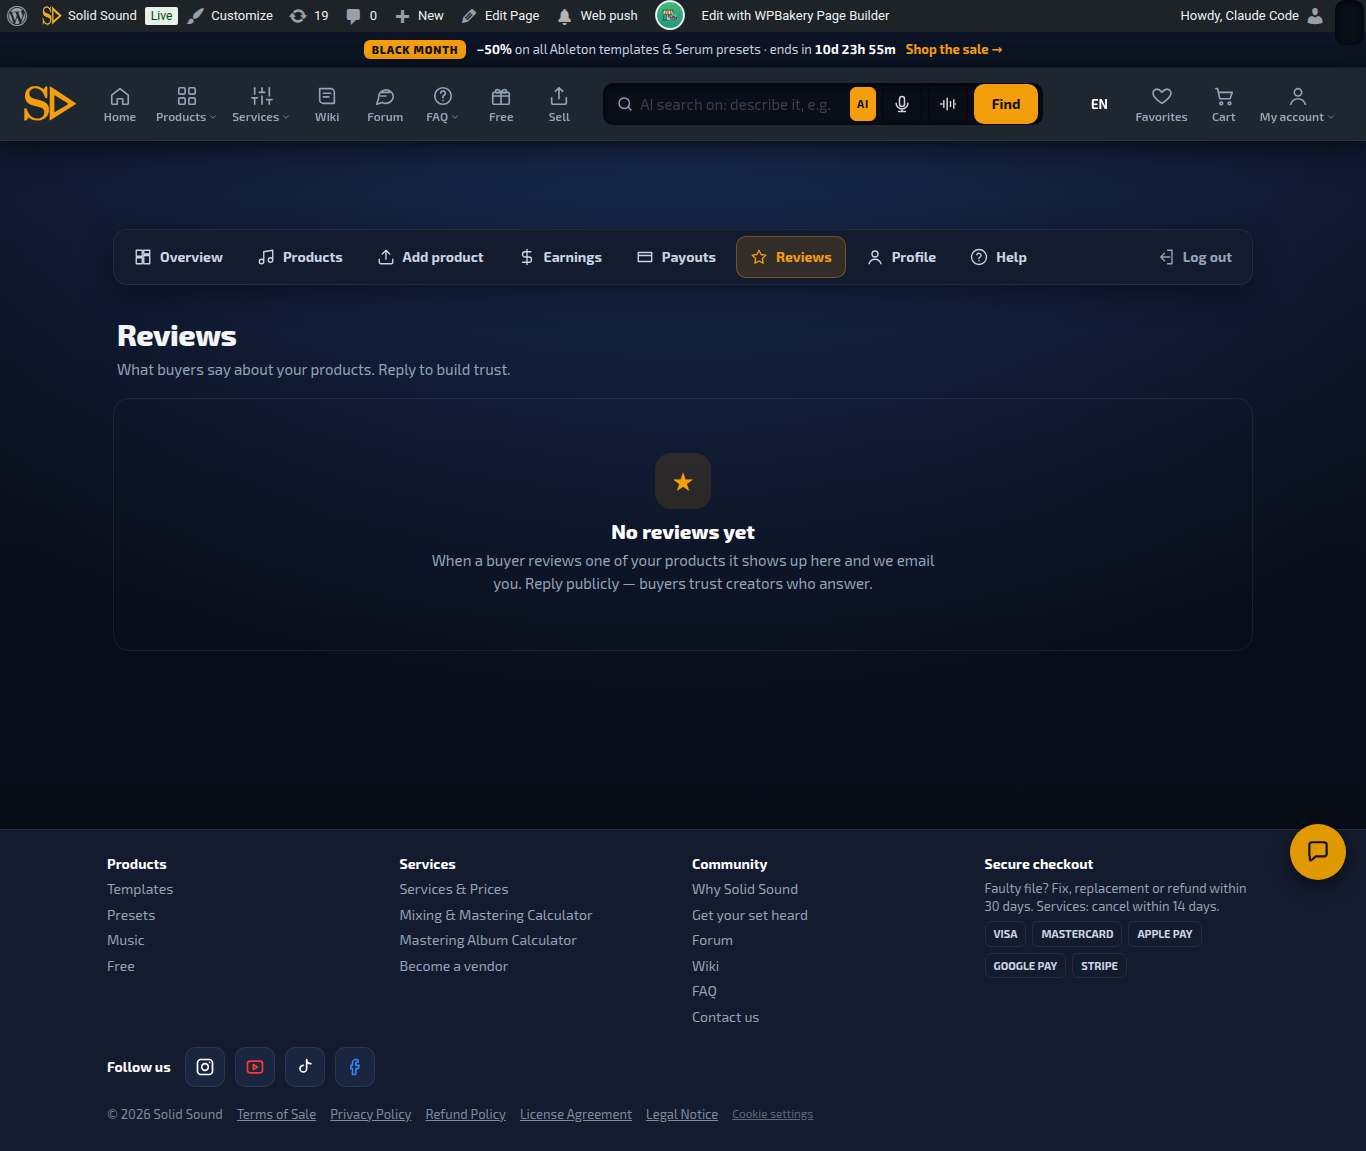 Solid Sound Live Customize 19 0 New Edit Page Web push Edit with WPBakery Page Builder Howdy, Claude Code
BLACK MONTH −50% on all Ableton templates & Serum presets · ends in 10d 23h 55m Shop the sale →
SD Home Products Services Wiki Forum FAQ Free Sell AI search on: describe it, e.g. AI Find EN Favorites Cart My account
Overview Products Add product Earnings Payouts Reviews Profile Help Log out
Reviews
What buyers say about your products. Reply to build trust.
No reviews yet
When a buyer reviews one of your products it shows up here and we email
you. Reply publicly — buyers trust creators who answer.
Products
Templates
Presets
Music
Free
Services
Services & Prices
Mixing & Mastering Calculator
Mastering Album Calculator
Become a vendor
Community
Why Solid Sound
Get your set heard
Forum
Wiki
FAQ
Contact us
Secure checkout
Faulty file? Fix, replacement or refund within
30 days. Services: cancel within 14 days.
VISA MASTERCARD APPLE PAY
GOOGLE PAY STRIPE
Follow us
© 2026 Solid Sound Terms of Sale Privacy Policy Refund Policy License Agreement Legal Notice Cookie settings